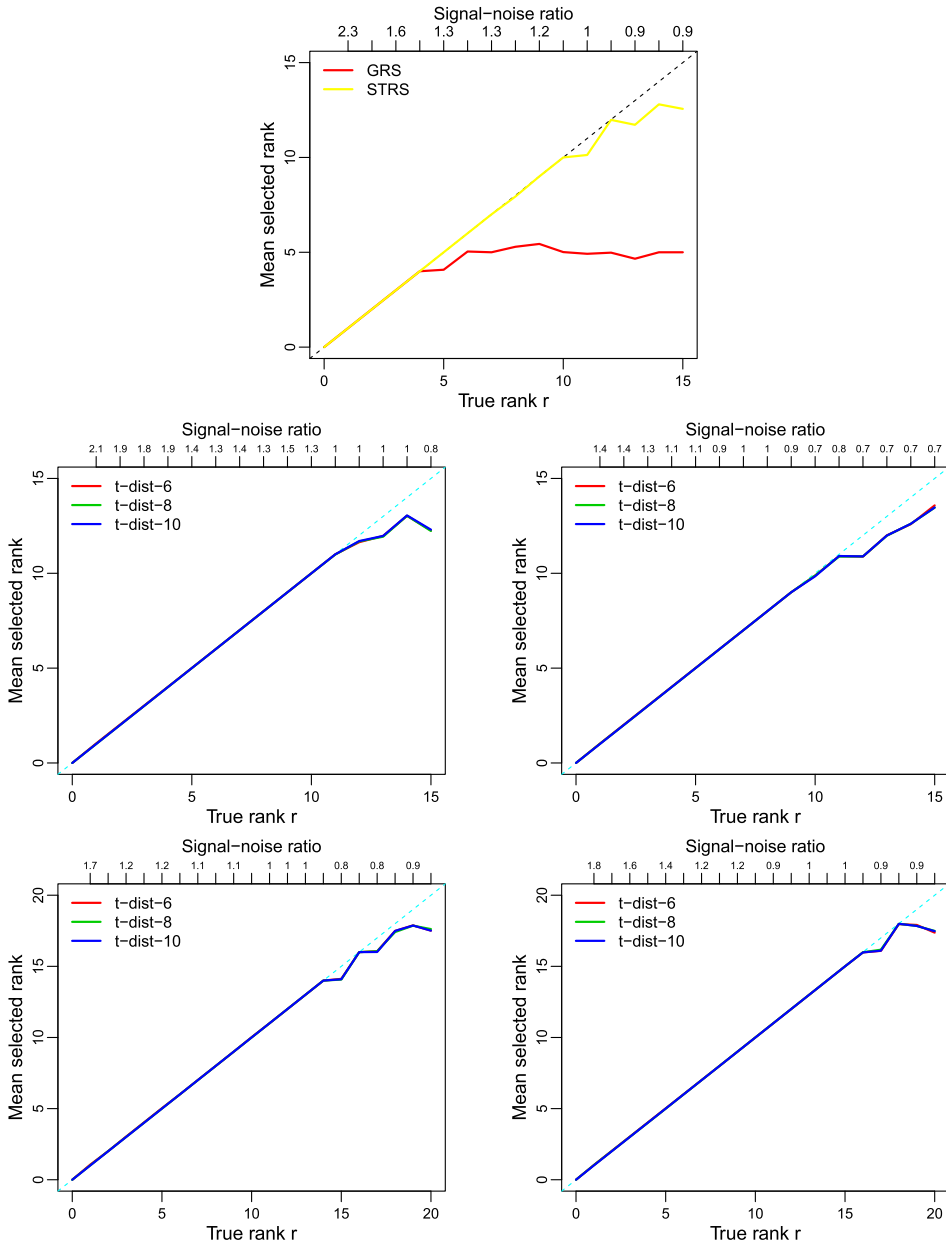 Signal−noise ratio
2.3 1.6 1.3 1.3 1.2 1 0.9 0.9
GRS
STRS
Mean selected rank
0 5 10 15
0 5 10 15
True rank r
Signal−noise ratio
2.1 1.9 1.8 1.9 1.4 1.3 1.4 1.3 1.5 1.3 1 1 1 1 0.8
t−dist−6
t−dist−8
t−dist−10
Mean selected rank
0 5 10 15
0 5 10 15
True rank r
Signal−noise ratio
1.4 1.4 1.3 1.1 1.1 0.9 1 1 0.9 0.7 0.8 0.7 0.7 0.7 0.7
t−dist−6
t−dist−8
t−dist−10
Mean selected rank
0 5 10 15
0 5 10 15
True rank r
Signal−noise ratio
1.7 1.2 1.2 1.1 1.1 1 1 1 0.8 0.8 0.9
t−dist−6
t−dist−8
t−dist−10
Mean selected rank
0 5 10 15 20
0 5 10 15 20
True rank r
Signal−noise ratio
1.8 1.6 1.4 1.2 1.2 0.9 1 1 0.9 0.9
t−dist−6
t−dist−8
t−dist−10
Mean selected rank
0 5 10 15 20
0 5 10 15 20
True rank r